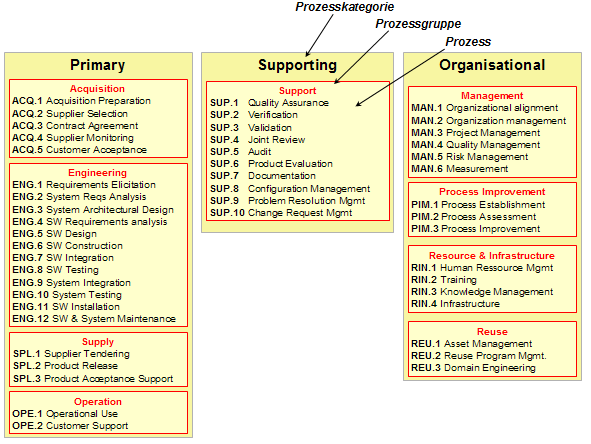 Prozesskategorie
Prozessgruppe
Prozess
Primary
Acquisition
ACQ.1 Acquisition Preparation
ACQ.2 Supplier Selection
ACQ.3 Contract Agreement
ACQ.4 Supplier Monitoring
ACQ.5 Customer Acceptance
Engineering
ENG.1 Requirements Elicitation
ENG.2 System Reqs Analysis
ENG.3 System Architectural Design
ENG.4 SW Requirements analysis
ENG.5 SW Design
ENG.6 SW Construction
ENG.7 SW Integration
ENG.8 SW Testing
ENG.9 System Integration
ENG.10 System Testing
ENG.11 SW Installation
ENG.12 SW & System Maintenance
Supply
SPL.1 Supplier Tendering
SPL.2 Product Release
SPL.3 Product Acceptance Support
Operation
OPE.1 Operational Use
OPE.2 Customer Support
Supporting
Support
SUP.1 Quality Assurance
SUP.2 Verification
SUP.3 Validation
SUP.4 Joint Review
SUP.5 Audit
SUP.6 Product Evaluation
SUP.7 Documentation
SUP.8 Configuration Management
SUP.9 Problem Resolution Mgmt
SUP.10 Change Request Mgmt
Organisational
Management
MAN.1 Organizational alignment
MAN.2 Organization management
MAN.3 Project Management
MAN.4 Quality Management
MAN.5 Risk Management
MAN.6 Measurement
Process Improvement
PIM.1 Process Establishment
PIM.2 Process Assessment
PIM.3 Process Improvement
Resource & Infrastructure
RIN.1 Human Ressource Mgmt
RIN.2 Training
RIN.3 Knowledge Management
RIN.4 Infrastructure
Reuse
REU.1 Asset Management
REU.2 Reuse Program Mgmt.
REU.3 Domain Engineering